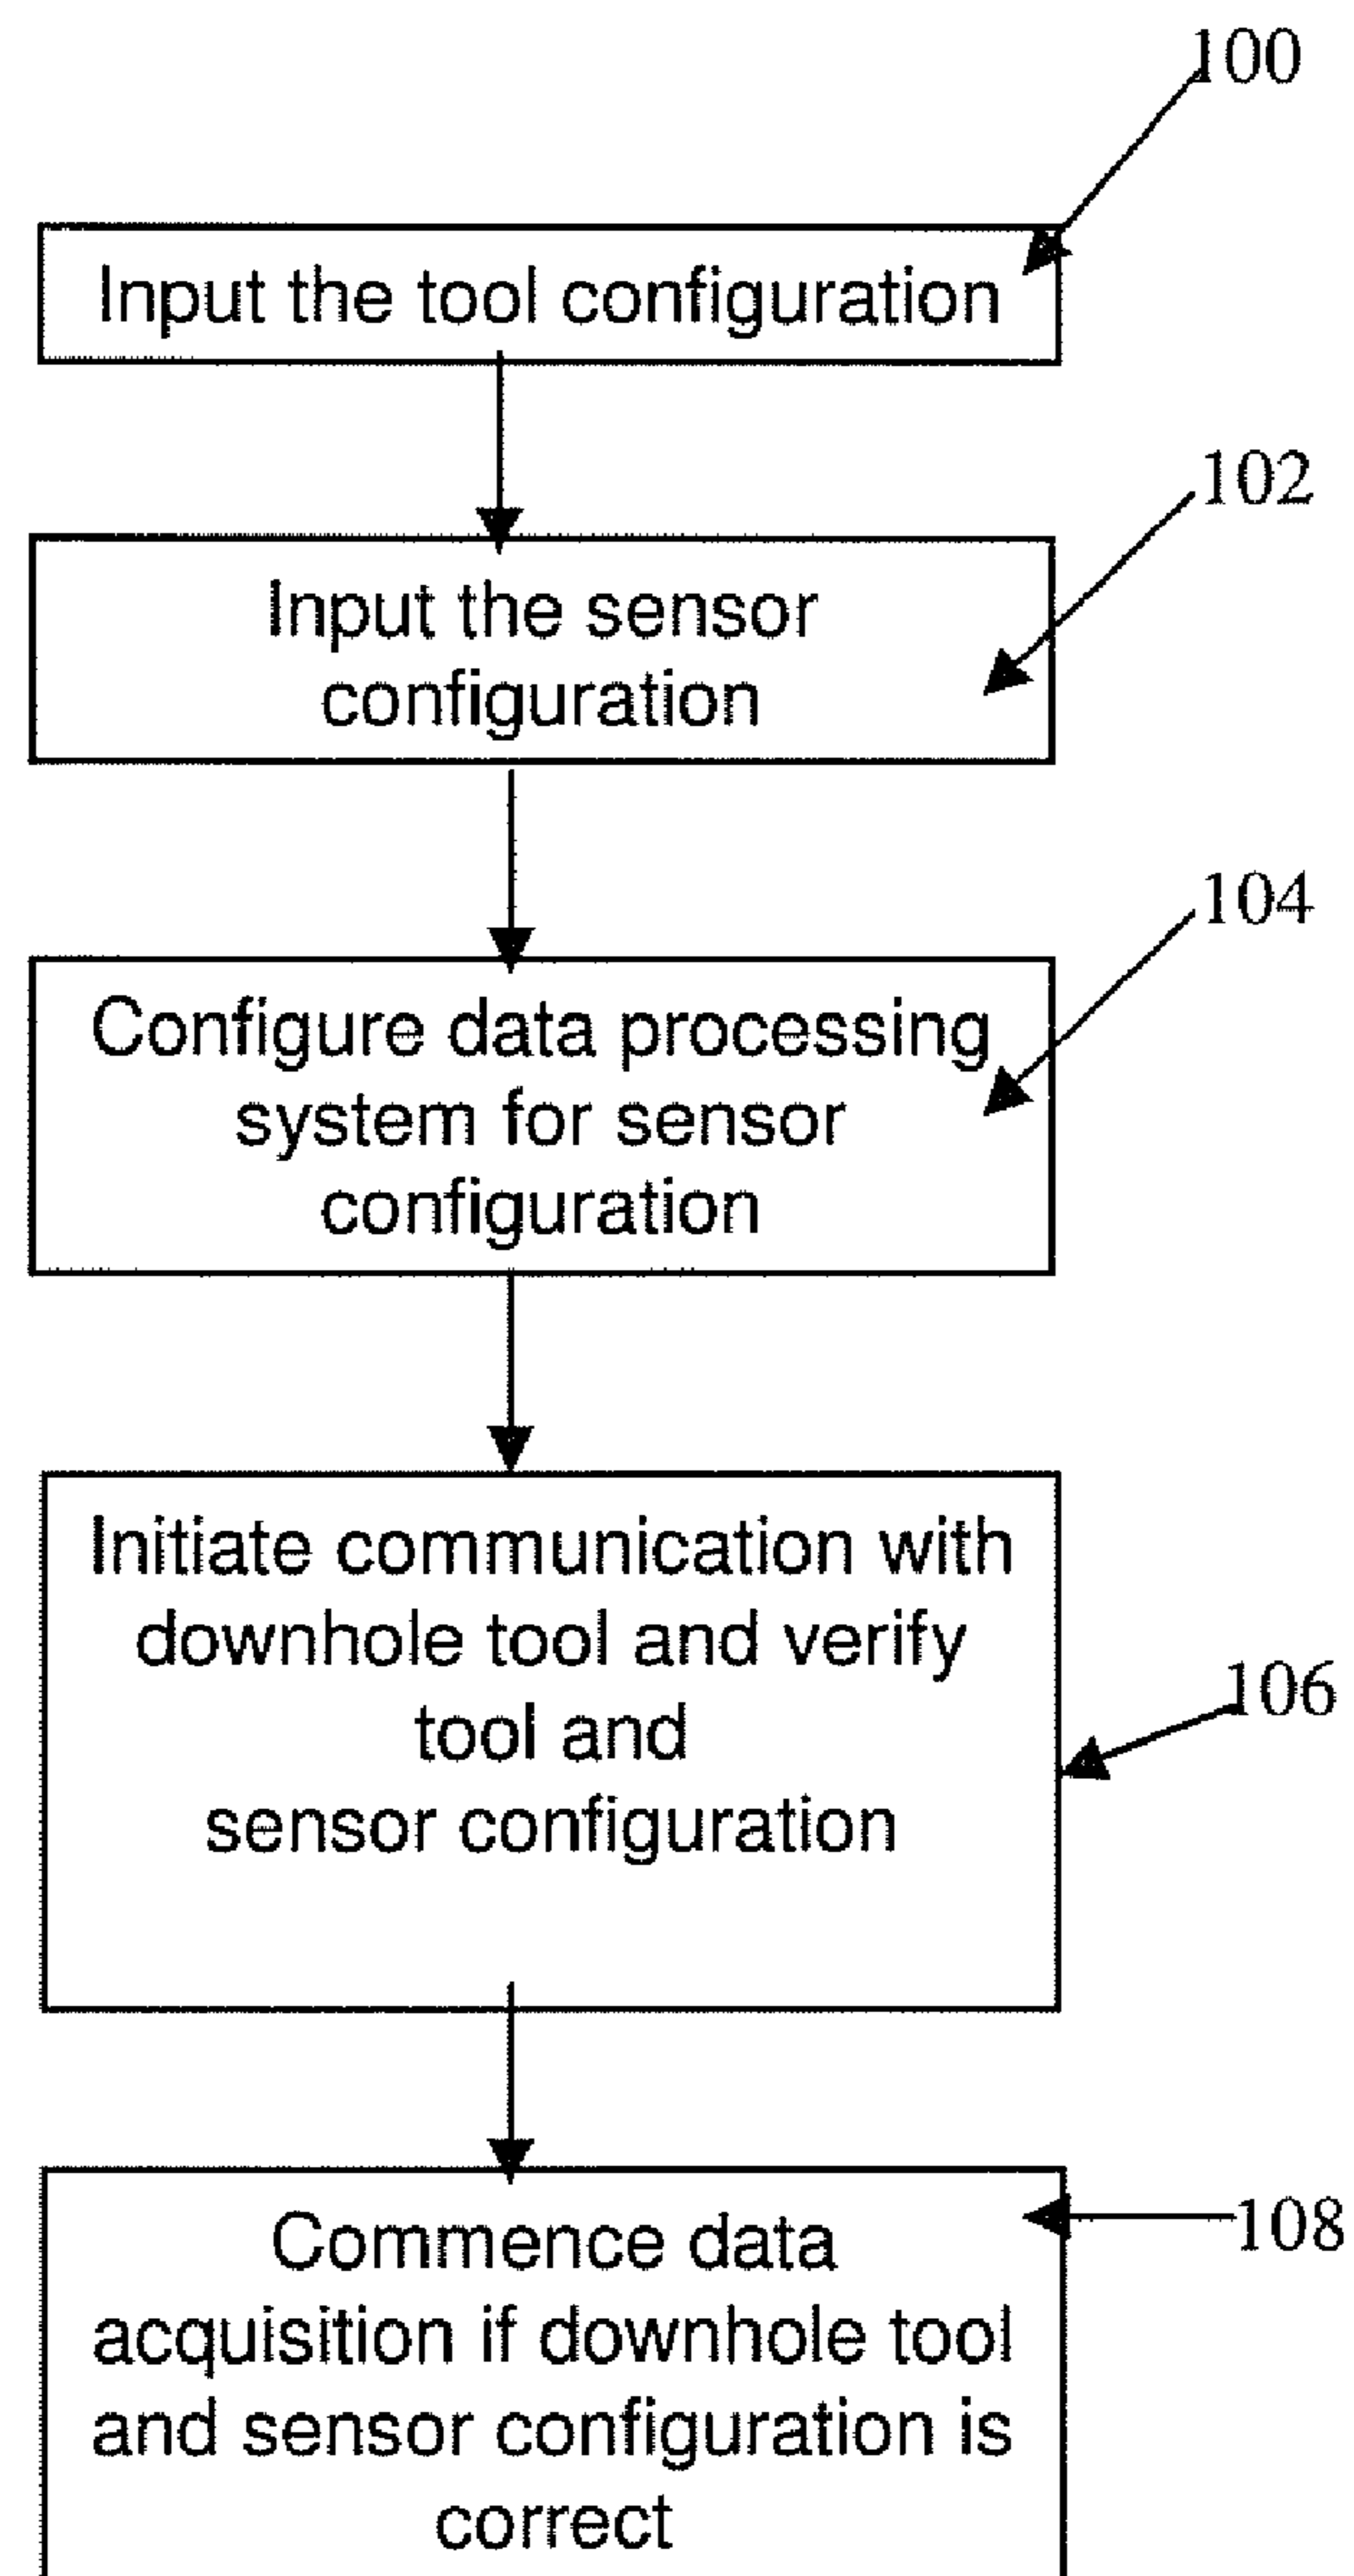 100
Input the tool configuration
102
Input the sensor
configuration
104
Configure data processing
system for sensor
configuration
Initiate communication with
downhole tool and verify
tool and
106
sensor configuration
108
Commence data
acquisition if downhole tool
and sensor configuration is
correct